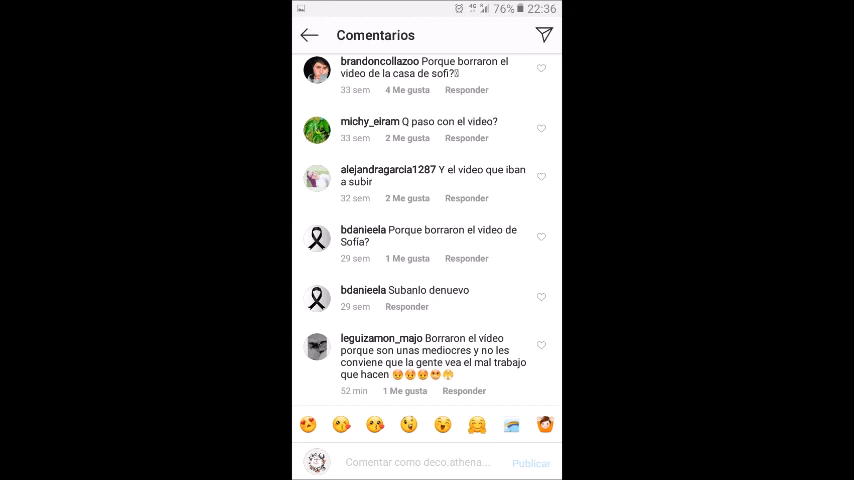 76% 22:36
Comentarios
brandoncollazoo Porque borraron el
video de la casa de sofi?
33 sem 4 Me gusta Responder
michy_eiram Q paso con el video?
33 sem 2 Me gusta Responder
alejandragarcia1287 Y el video que iban
a subir
32 sem 2 Me gusta Responder
bdanieela Porque borraron el video de
Sofía?
29 sem 1 Me gusta Responder
bdanieela Subanlo denuevo
29 sem Responder
leguizamon_majo Borraron el vídeo
porque son unas mediocres y no les
conviene que la gente vea el mal trabajo
que hacen 😡😡😡😷😤
52 min 1 Me gusta Responder
Comentar como deco.athena... Publicar